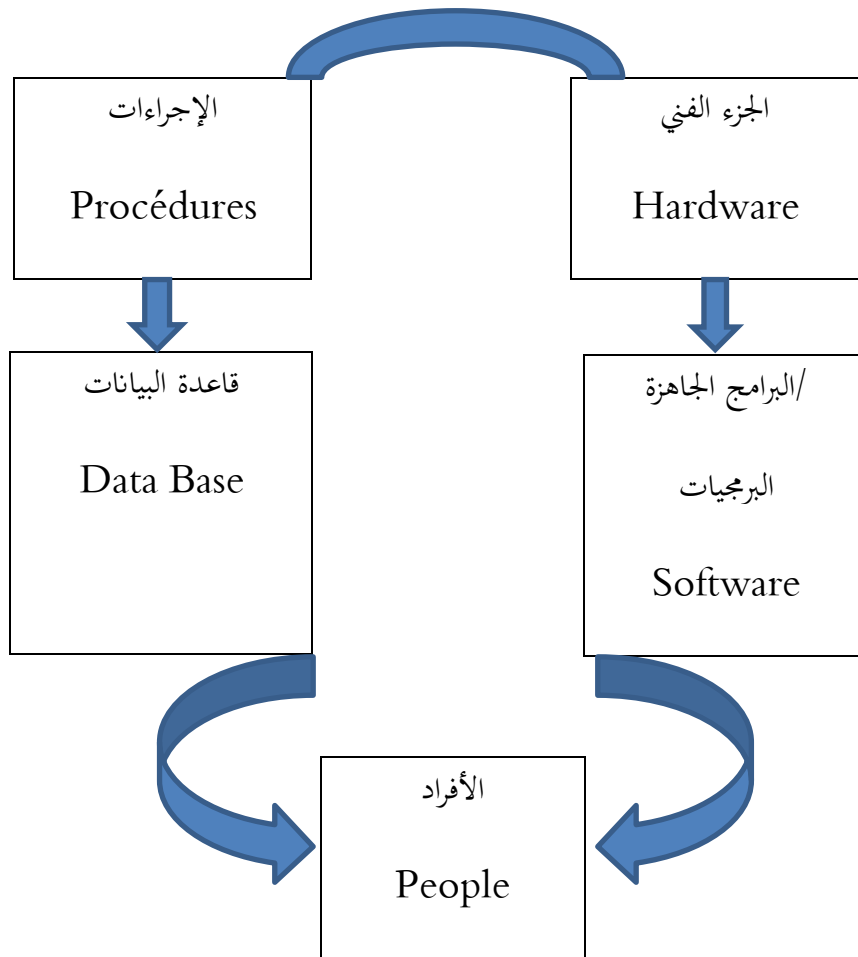 الجزء الفني
Hardware
الإجراءات
Procédures
البرامج الجاهزة/
البرمجيات
Software
قاعدة البيانات
Data Base
الأفراد
People